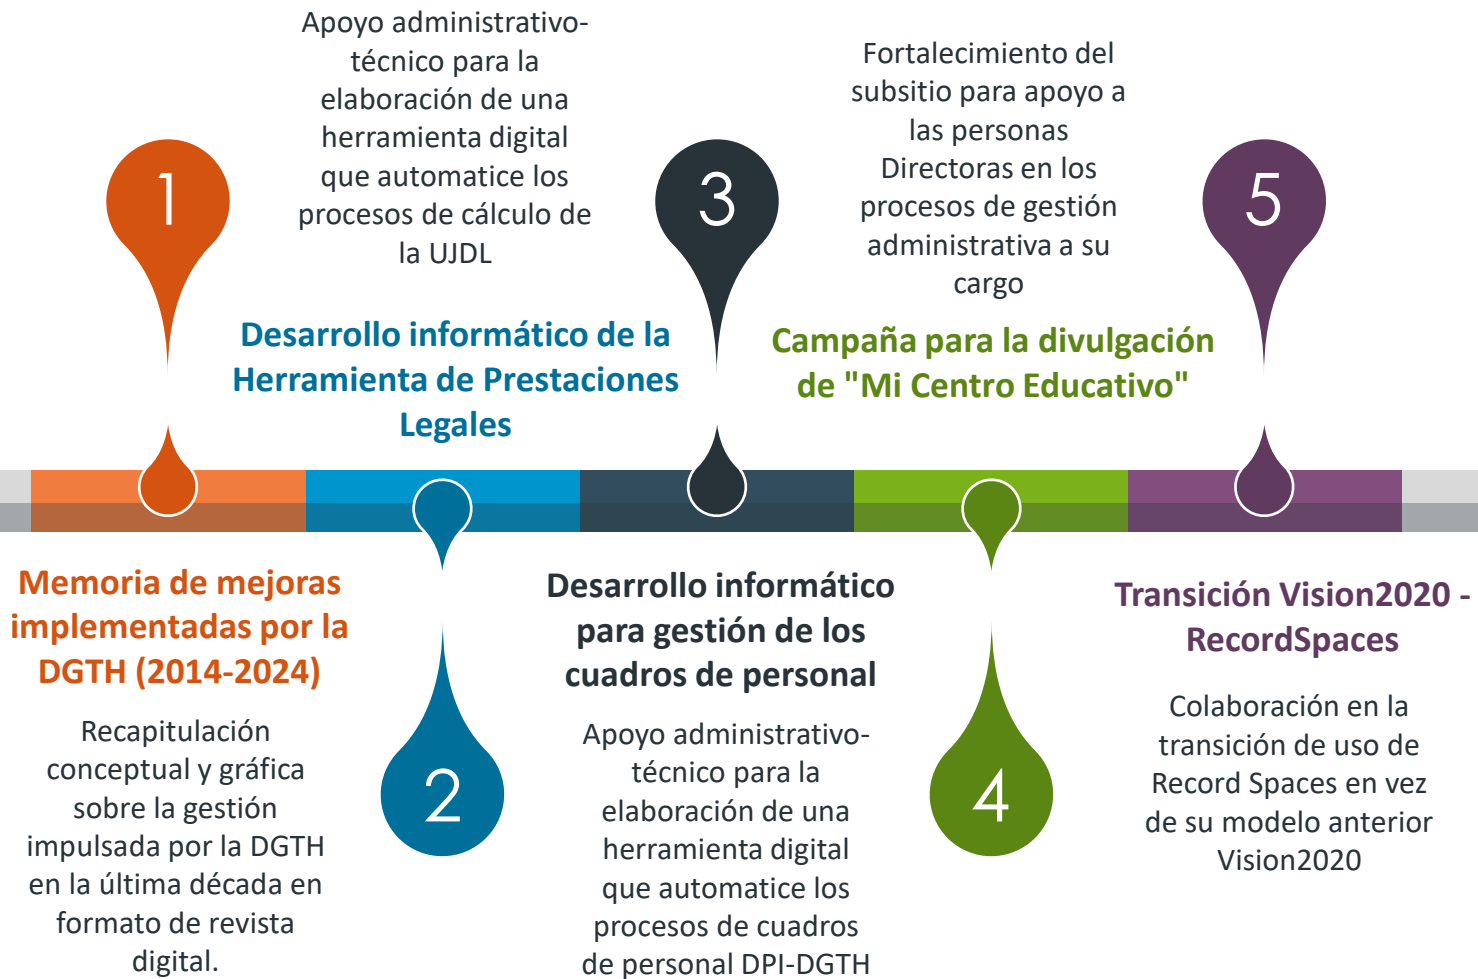 1
Memoria de mejoras
implementadas por la
DGTH (2014-2024)
Recapitulación
conceptual y gráfica
sobre la gestión
impulsada por la DGTH
en la última década en
formato de revista
digital.
Apoyo administrativo-
técnico para la
elaboración de una
herramienta digital
que automatice los
procesos de cálculo de
la UJDL
Desarrollo informático de la
Herramienta de Prestaciones
Legales
2
3
Desarrollo informático
para gestión de los
cuadros de personal
Apoyo administrativo-
técnico para la
elaboración de una
herramienta digital
que automatice los
procesos de cuadros
de personal DPI-DGTH
Fortalecimiento del
subsitio para apoyo a
las personas
Directoras en los
procesos de gestión
administrativa a su
cargo
Campaña para la divulgación
de "Mi Centro Educativo"
4
5
Transición Vision2020 -
RecordSpaces
Colaboración en la
transición de uso de
Record Spaces en vez
de su modelo anterior
Vision2020